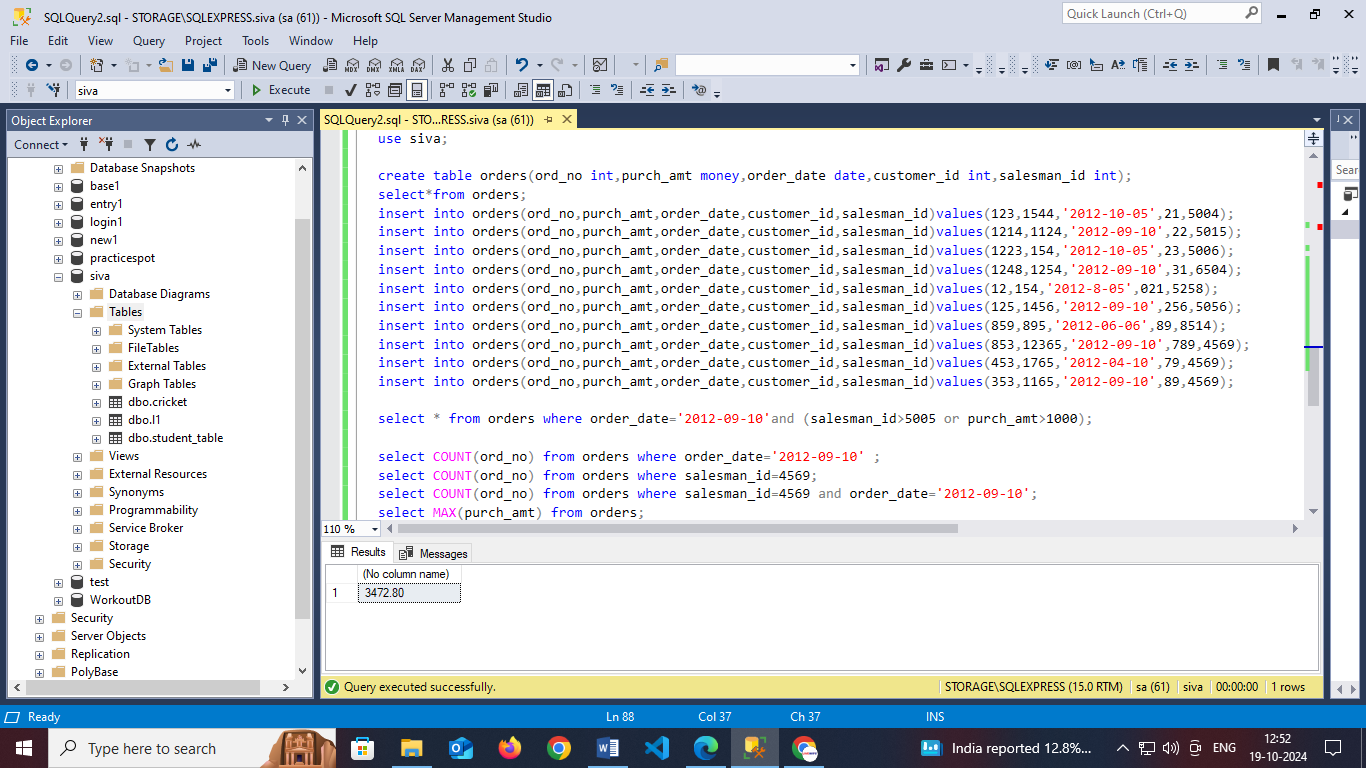 SQLQuery2.sql - STORAGE\SQLEXPRESS.siva (sa (61)) - Microsoft SQL Server Management Studio
Quick Launch (Ctrl+Q)
File Edit View Query Project Tools Window Help
New Query MDX DMX XMLA DAX
siva Execute
Object Explorer
Connect
Database Snapshots
base1
entry1
login1
new1
practicespot
siva
Database Diagrams
Tables
System Tables
FileTables
External Tables
Graph Tables
dbo.cricket
dbo.l1
dbo.student_table
Views
External Resources
Synonyms
Programmability
Service Broker
Storage
Security
test
WorkoutDB
Security
Server Objects
Replication
PolyBase
SQLQuery2.sql - STO...RESS.siva (sa (61))
use siva;
create table orders(ord_no int,purch_amt money,order_date date,customer_id int,salesman_id int);
select*from orders;
insert into orders(ord_no,purch_amt,order_date,customer_id,salesman_id)values(123,1544,'2012-10-05',21,5004);
insert into orders(ord_no,purch_amt,order_date,customer_id,salesman_id)values(1214,1124,'2012-09-10',22,5015);
insert into orders(ord_no,purch_amt,order_date,customer_id,salesman_id)values(1223,154,'2012-10-05',23,5006);
insert into orders(ord_no,purch_amt,order_date,customer_id,salesman_id)values(1248,1254,'2012-09-10',31,6504);
insert into orders(ord_no,purch_amt,order_date,customer_id,salesman_id)values(12,154,'2012-8-05',021,5258);
insert into orders(ord_no,purch_amt,order_date,customer_id,salesman_id)values(125,1456,'2012-09-10',256,5056);
insert into orders(ord_no,purch_amt,order_date,customer_id,salesman_id)values(859,895,'2012-06-06',89,8514);
insert into orders(ord_no,purch_amt,order_date,customer_id,salesman_id)values(853,12365,'2012-09-10',789,4569);
insert into orders(ord_no,purch_amt,order_date,customer_id,salesman_id)values(453,1765,'2012-04-10',79,4569);
insert into orders(ord_no,purch_amt,order_date,customer_id,salesman_id)values(353,1165,'2012-09-10',89,4569);
select * from orders where order_date='2012-09-10'and (salesman_id>5005 or purch_amt>1000);
select COUNT(ord_no) from orders where order_date='2012-09-10' ;
select COUNT(ord_no) from orders where salesman_id=4569;
select COUNT(ord_no) from orders where salesman_id=4569 and order_date='2012-09-10';
select MAX(purch_amt) from orders;
110 %
Results Messages
(No column name)
1 3472.80
Query executed successfully. STORAGE\SQLEXPRESS (15.0 RTM) sa (61) siva 00:00:00 1 rows
Sear
Ready Ln 88 Col 37 Ch 37 INS
Type here to search
India reported 12.8%...
ENG
12:52
19-10-2024